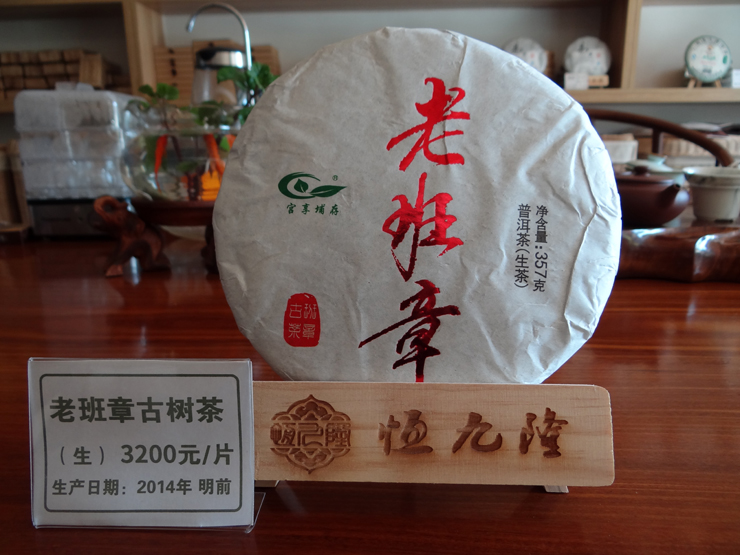 老班章
官享埔存
®
净含量:357克
普洱茶(生茶)
老班章古树茶
（生） 3200元/片
生产日期：2014年 明前
恒九隆